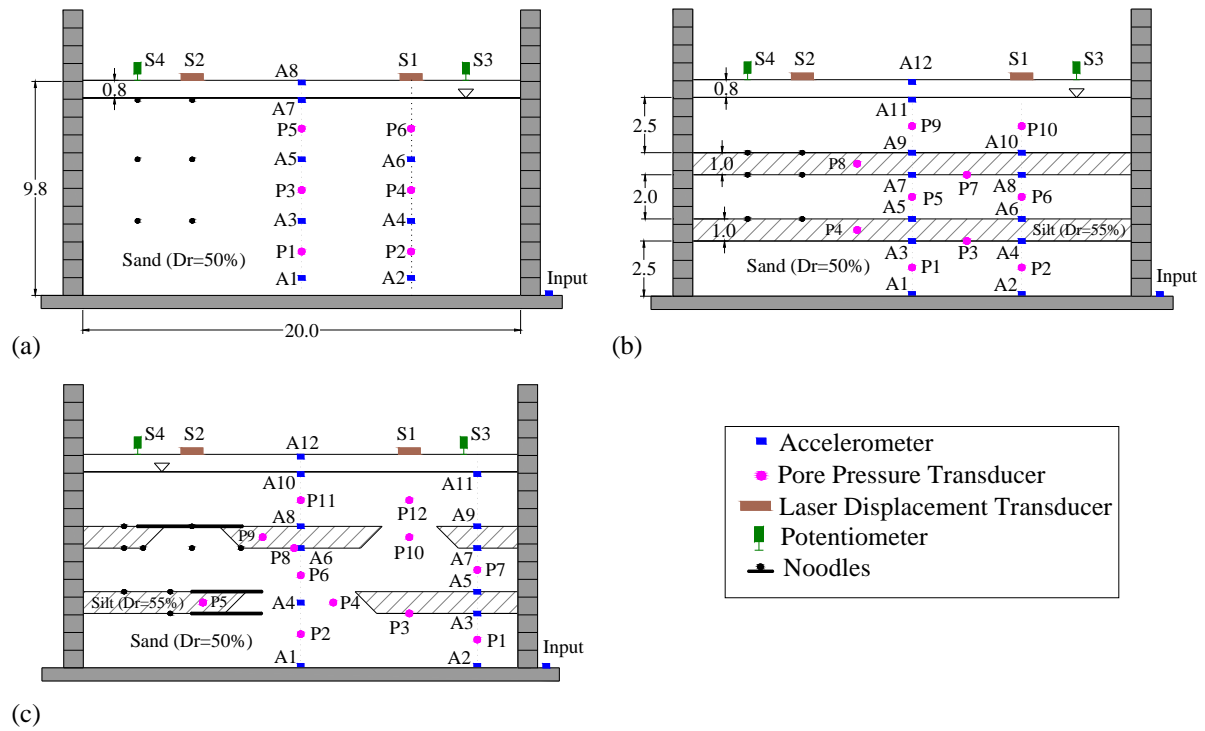 S4 S2 A8 S1 S3
0.8
A7
P5 P6
A5 A6
9.8
P3 P4
A3 A4
P1 P2
Sand (Dr=50%)
A1 A2
Input
20.0
(a)
S4 S2 A12 S1 S3
0.8
A11
2.5 P9 P10
A9 A10
1.0 P8
A7 P7 A8
2.0 P5 P6
A5 A6
1.0 P4 Silt (Dr=55%)
A3 P3 A4
2.5 Sand (Dr=50%) P1 P2
A1 A2 Input
(b)
S4 S2 A12 S1 S3
A10 A11
P11 P12
A8 A9
P9 P10
P8 A6 A7
P6 P7
A5
Silt (Dr=55%) P5 A4 P4
P3 A3
Sand (Dr=50%) P2 P1
A1 A2 Input
(c)
Accelerometer
Pore Pressure Transducer
Laser Displacement Transducer
Potentiometer
Noodles